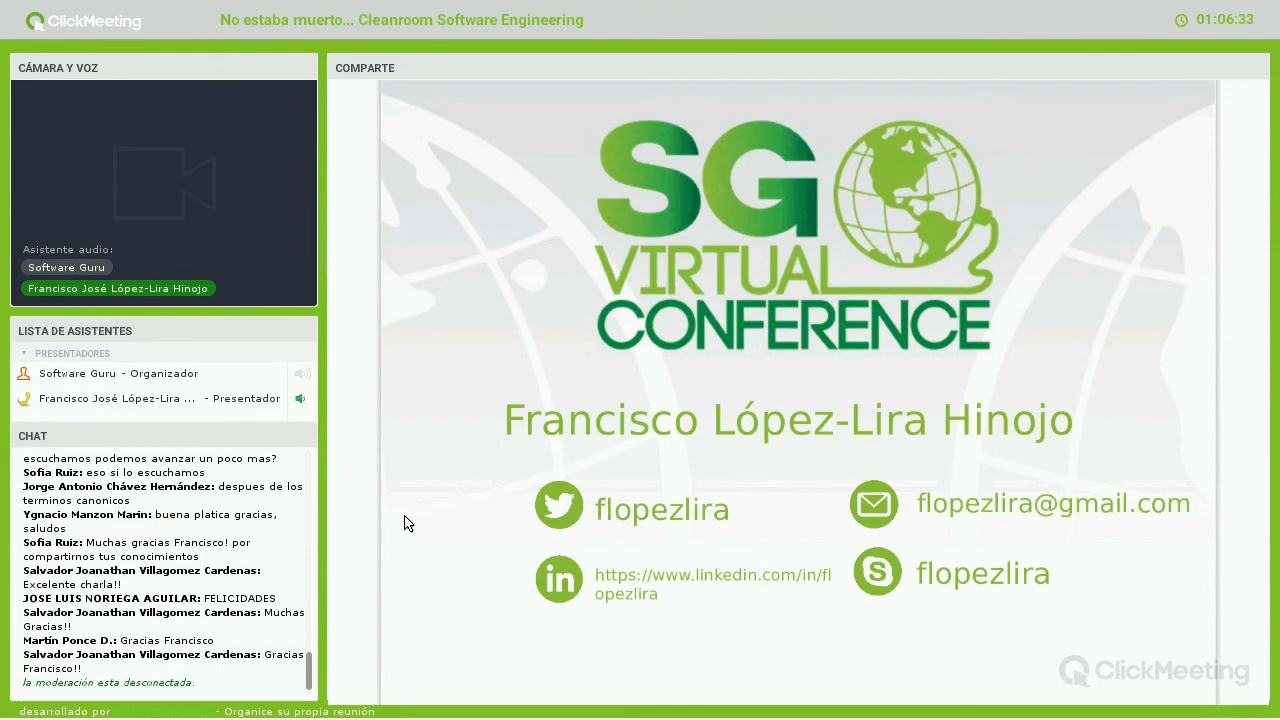 ClickMeeting
No estaba muerto... Cleanroom Software Engineering
01:06:33
CÁMARA Y VOZ
Asistente audio:
Software Guru
Francisco José López-Lira Hinojo
LISTA DE ASISTENTES
PRESENTADORES
Software Guru - Organizador
Francisco José López-Lira ... - Presentador
CHAT
escuchamos podemos avanzar un poco mas?
Sofia Ruiz: eso si lo escuchamos
Jorge Antonio Chávez Hernández: despues de los
terminos canonicos
Ygnacio Manzon Marin: buena platica gracias,
saludos
Sofia Ruiz: Muchas gracias Francisco! por
compartirnos tus conocimientos
Salvador Joanathan Villagomez Cardenas:
Excelente charla!!
JOSE LUIS NORIEGA AGUILAR: FELICIDADES
Salvador Joanathan Villagomez Cardenas: Muchas
Gracias!!
Martín Ponce D.: Gracias Francisco
Salvador Joanathan Villagomez Cardenas: Gracias
Francisco!!
la moderación esta desconectada.
desarrollado por - Organice su propia reunión
COMPARTE
SG
VIRTUAL
CONFERENCE
Francisco López-Lira Hinojo
flopezlira
flopezlira@gmail.com
https://www.linkedin.com/in/fl
opezlira
flopezlira
ClickMeeting